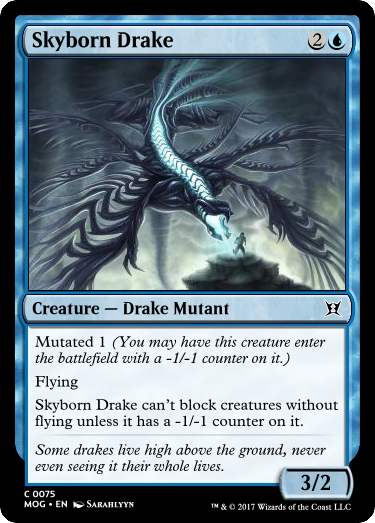 Skyborn Drake 2
Creature — Drake Mutant
Mutated 1 (You may have this creature enter
the battlefield with a -1/-1 counter on it.)
Flying
Skyborn Drake can't block creatures without
flying unless it has a -1/-1 counter on it.
Some drakes live high above the ground, never
even seeing it their whole lives.
3/2
C 0075
MOG • EN SARAHLYYN
™ & © 2017 Wizards of the Coast LLC